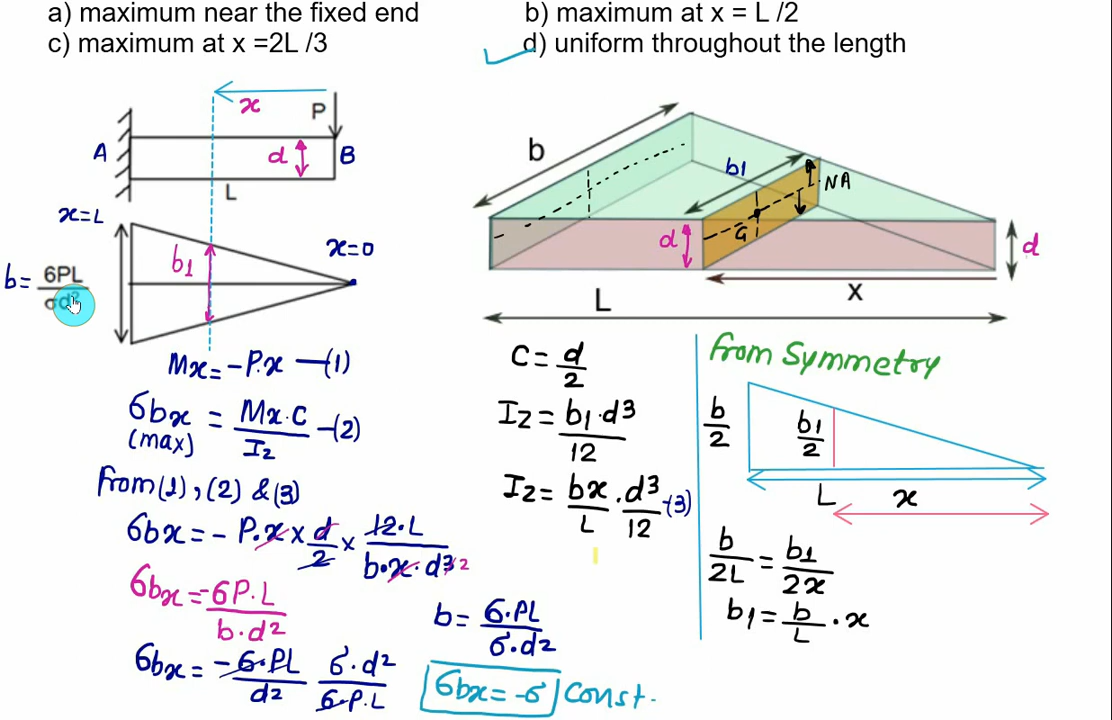 a) maximum near the fixed end b) maximum at x = L /2
c) maximum at x =2L /3 d) uniform throughout the length
x P
A d B
L
x=L
x=0
b1
b = 6PL
b
b1
NA
G
d
d
x
L
Mx = -P.x —(1)
σbx (max) = Mx.C / Iz —(2)
From (1), (2) & (3)
σbx = - P.x × d/2 × 12.L / b.x.d3 2
σbx = -6P.L / b.d2
σbx = -6.PL / d2 σ.d2 / 6.P.L
C = d/2
Iz = b1.d3 / 12
Iz = bx/L . d3/12 —(3)
b = 6.PL / σ.d2
σbx = -σ Const.
From Symmetry
b/2
b1/2
L x
b/2L = b1/2x
b1 = b/L . x